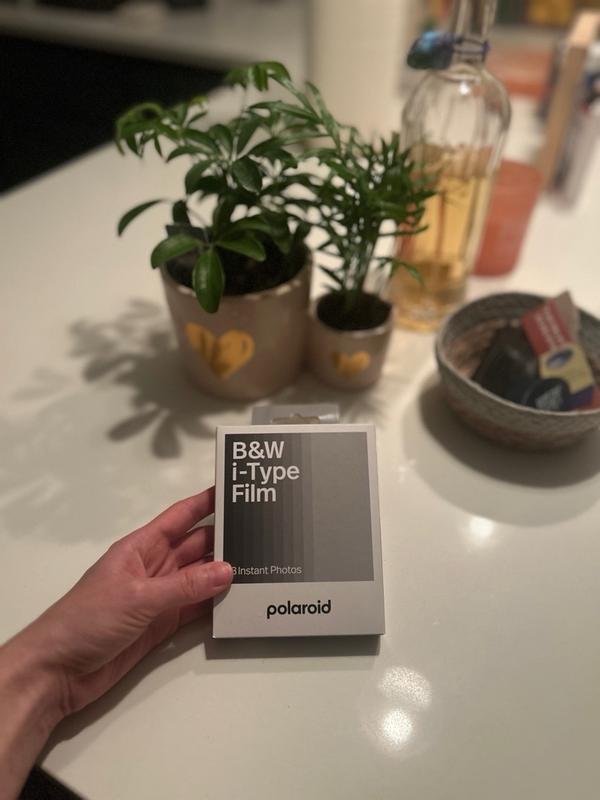 B&W
i-Type
Film
8 Instant Photos
polaroid